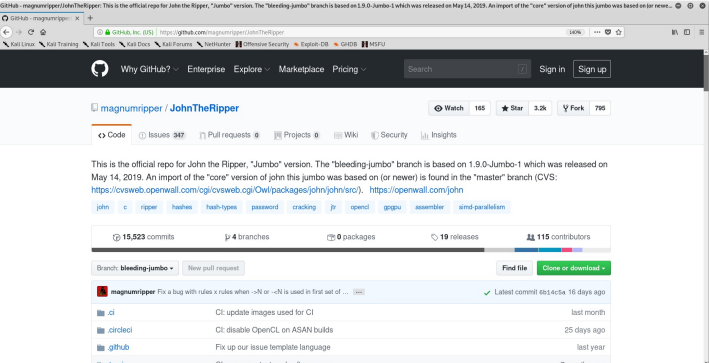 GitHub - magnumripper/JohnTheRipper: This is the official repo for John the Ripper, "Jumbo" version. The "bleeding-jumbo" branch is based on 1.9.0-Jumbo-1 which was released on May 14, 2019. An import of the "core" version of john this jumbo was based on (or newe...
GitHub - magnumripper
GitHub, Inc. (US) https://github.com/magnumripper/JohnTheRipper 140%
Kali Linux Kali Training Kali Tools Kali Docs Kali Forums NetHunter Offensive Security Exploit-DB GHDB MSFU
Why GitHub? Enterprise Explore Marketplace Pricing Search / Sign in Sign up
magnumripper / JohnTheRipper Watch 165 Star 3.2k Fork 795
Code Issues 347 Pull requests 0 Projects 0 Wiki Security Insights
This is the official repo for John the Ripper, "Jumbo" version. The "bleeding-jumbo" branch is based on 1.9.0-Jumbo-1 which was released on
May 14, 2019. An import of the "core" version of john this jumbo was based on (or newer) is found in the "master" branch (CVS:
https://cvsweb.openwall.com/cgi/cvsweb.cgi/Owl/packages/john/john/src/). https://openwall.com/john
john c ripper hashes hash-types password cracking jtr opencl gpgpu assembler simd-parallelism
15,523 commits 4 branches 0 packages 19 releases 115 contributors
Branch: bleeding-jumbo New pull request Find file Clone or download
magnumripper Fix a bug with rules x rules when ->N or -<N is used in first set of ... Latest commit 6b14c5a 16 days ago
.ci CI: update images used for CI last month
.circleci CI: disable OpenCL on ASAN builds 25 days ago
.github Fix up our issue template language last year